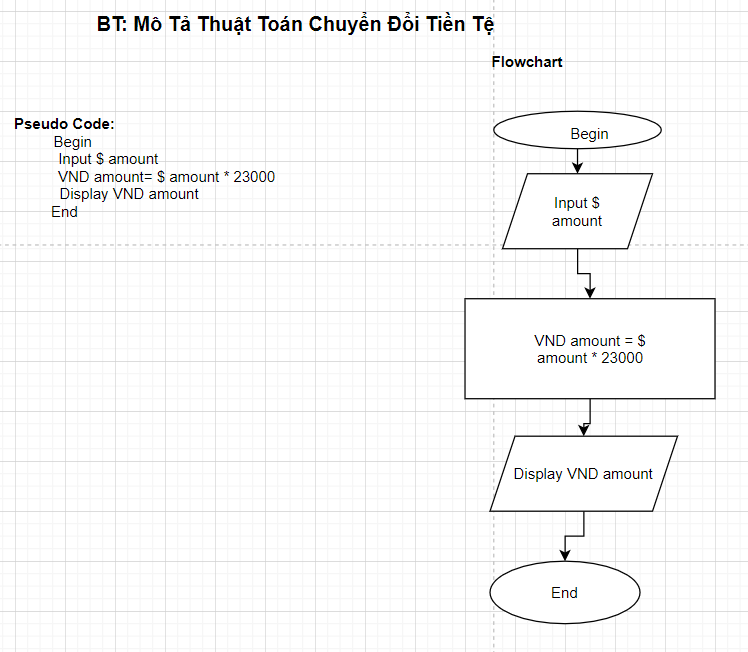 BT: Mô Tả Thuật Toán Chuyển Đổi Tiền Tệ
Flowchart
Pseudo Code:
Begin
Input $ amount
VND amount= $ amount * 23000
Display VND amount
End
Begin
Input $
amount
VND amount = $
amount * 23000
Display VND amount
End